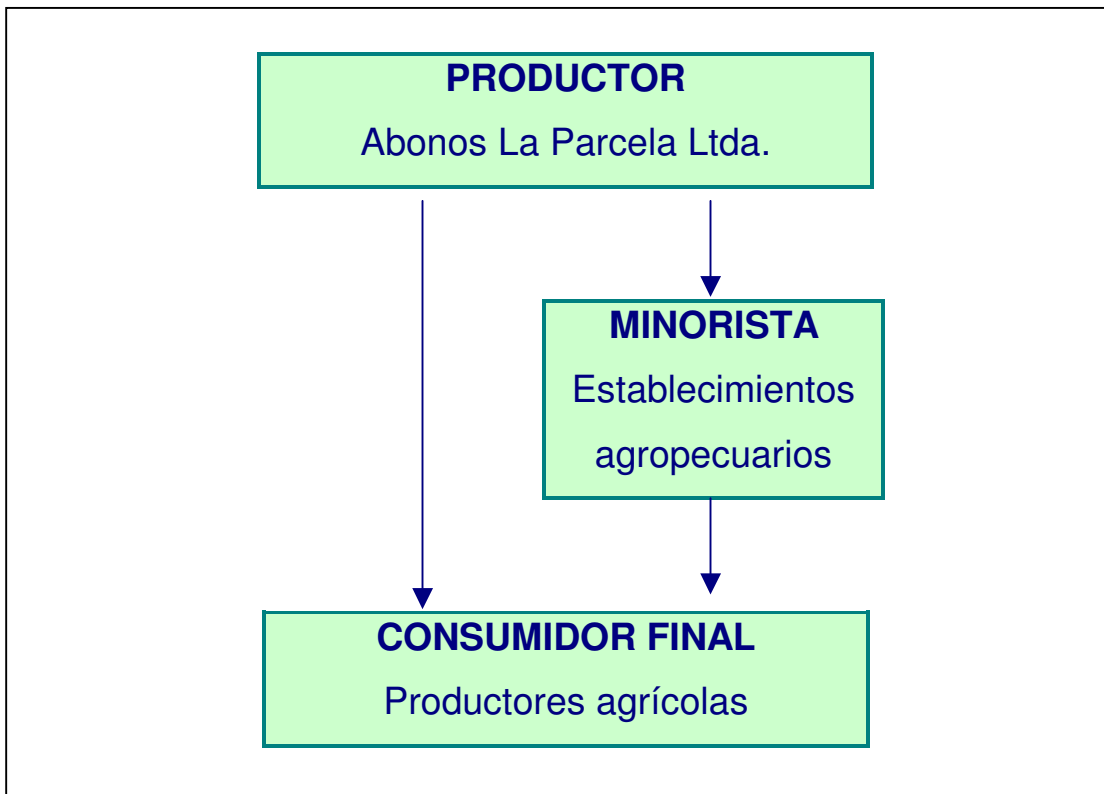 PRODUCTOR
Abonos La Parcela Ltda.
MINORISTA
Establecimientos
agropecuarios
CONSUMIDOR FINAL
Productores agrícolas